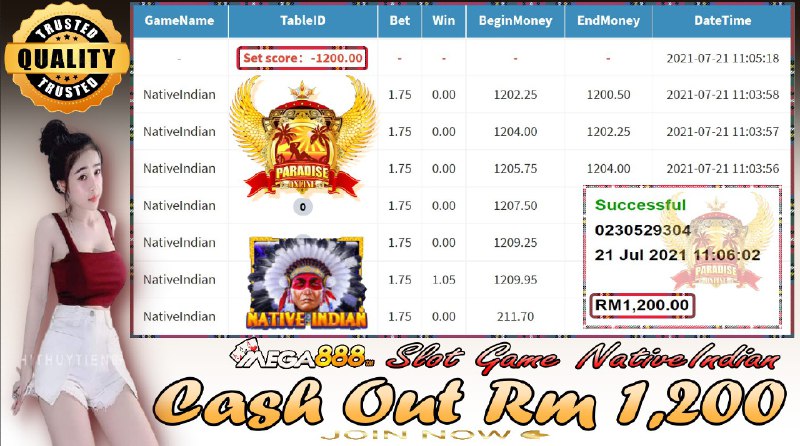 TRUSTED
QUALITY
TRUSTED
GameName TableID Bet Win BeginMoney EndMoney DateTime
- Set score: -1200.00 - - - - 2021-07-21 11:05:18
NativeIndian 1.75 0.00 1202.25 1200.50 2021-07-21 11:03:58
NativeIndian 1.75 0.00 1204.00 1202.25 2021-07-21 11:03:57
NativeIndian 1.75 0.00 1205.75 1204.00 2021-07-21 11:03:56
NativeIndian 0 1.75 0.00 1207.50
NativeIndian 1.75 0.00 1209.25
NativeIndian 1.75 1.05 1209.95
NativeIndian 1.75 0.00 211.70
PARADISE
INFINE
NATIVE INDIAN
Successful
0230529304
21 Jul 2021 11:06:02
RM1,200.00
PARADISE
MEGA888 Slot Game NativeIndian
Cash Out Rm 1,200
JOIN NOW